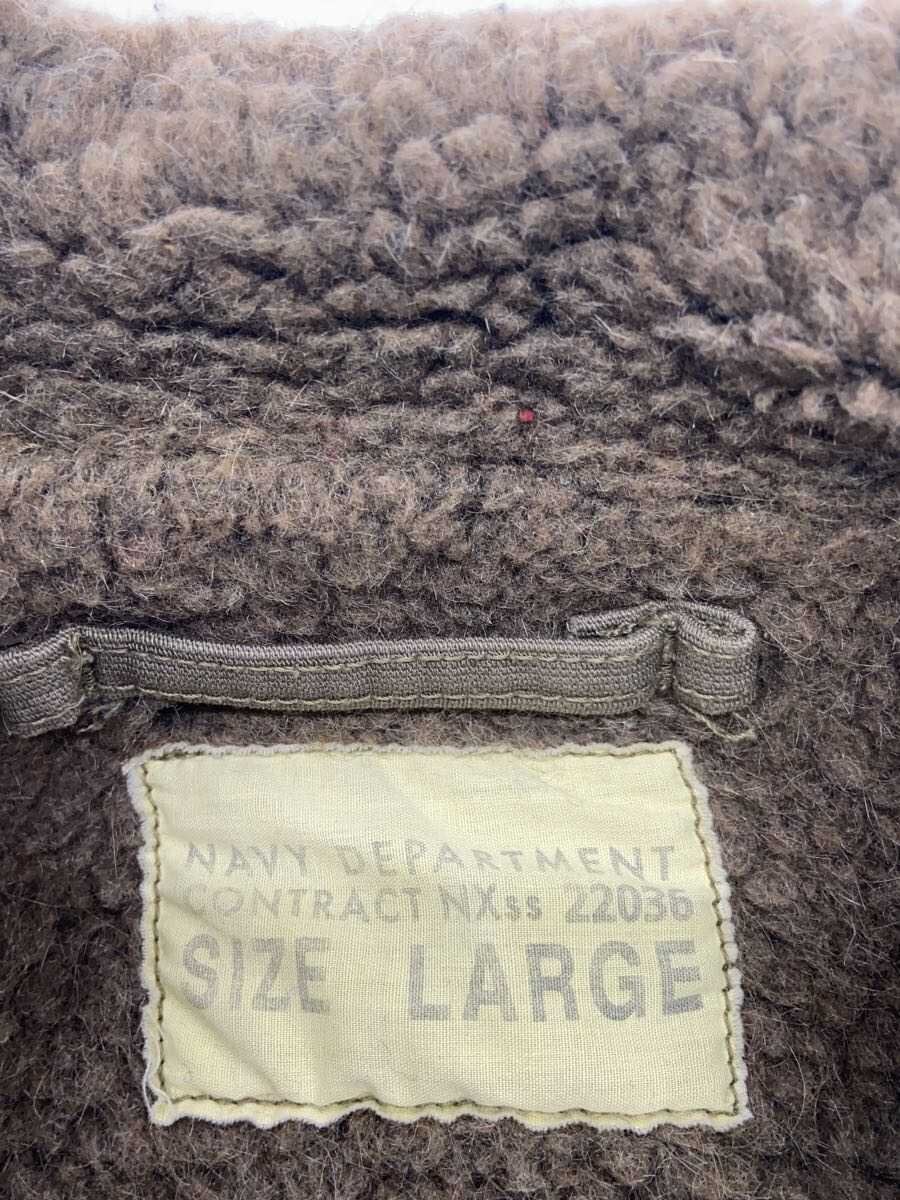 NAVY DEPARTMENT
CONTRACT NXss 22036
SIZE LARGE